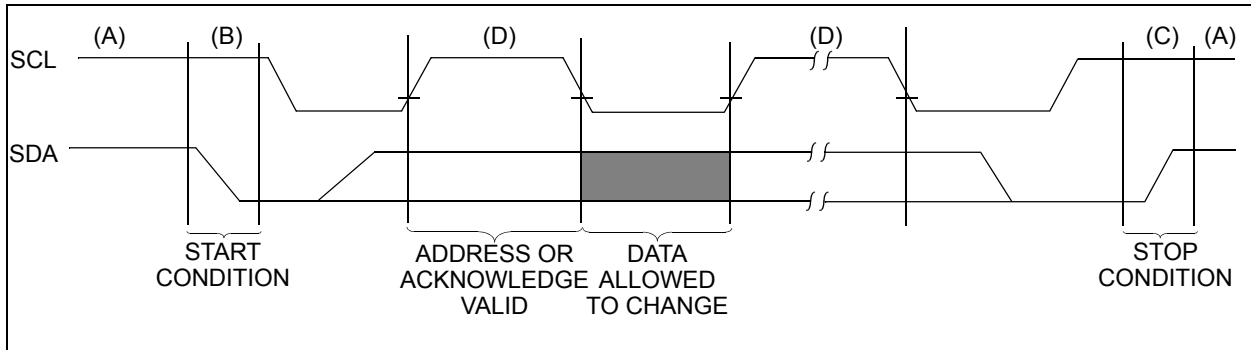 (A) (B) (D) (D) (C) (A)
SCL
SDA
START
CONDITION
ADDRESS OR
ACKNOWLEDGE
VALID
DATA
ALLOWED
TO CHANGE
STOP
CONDITION